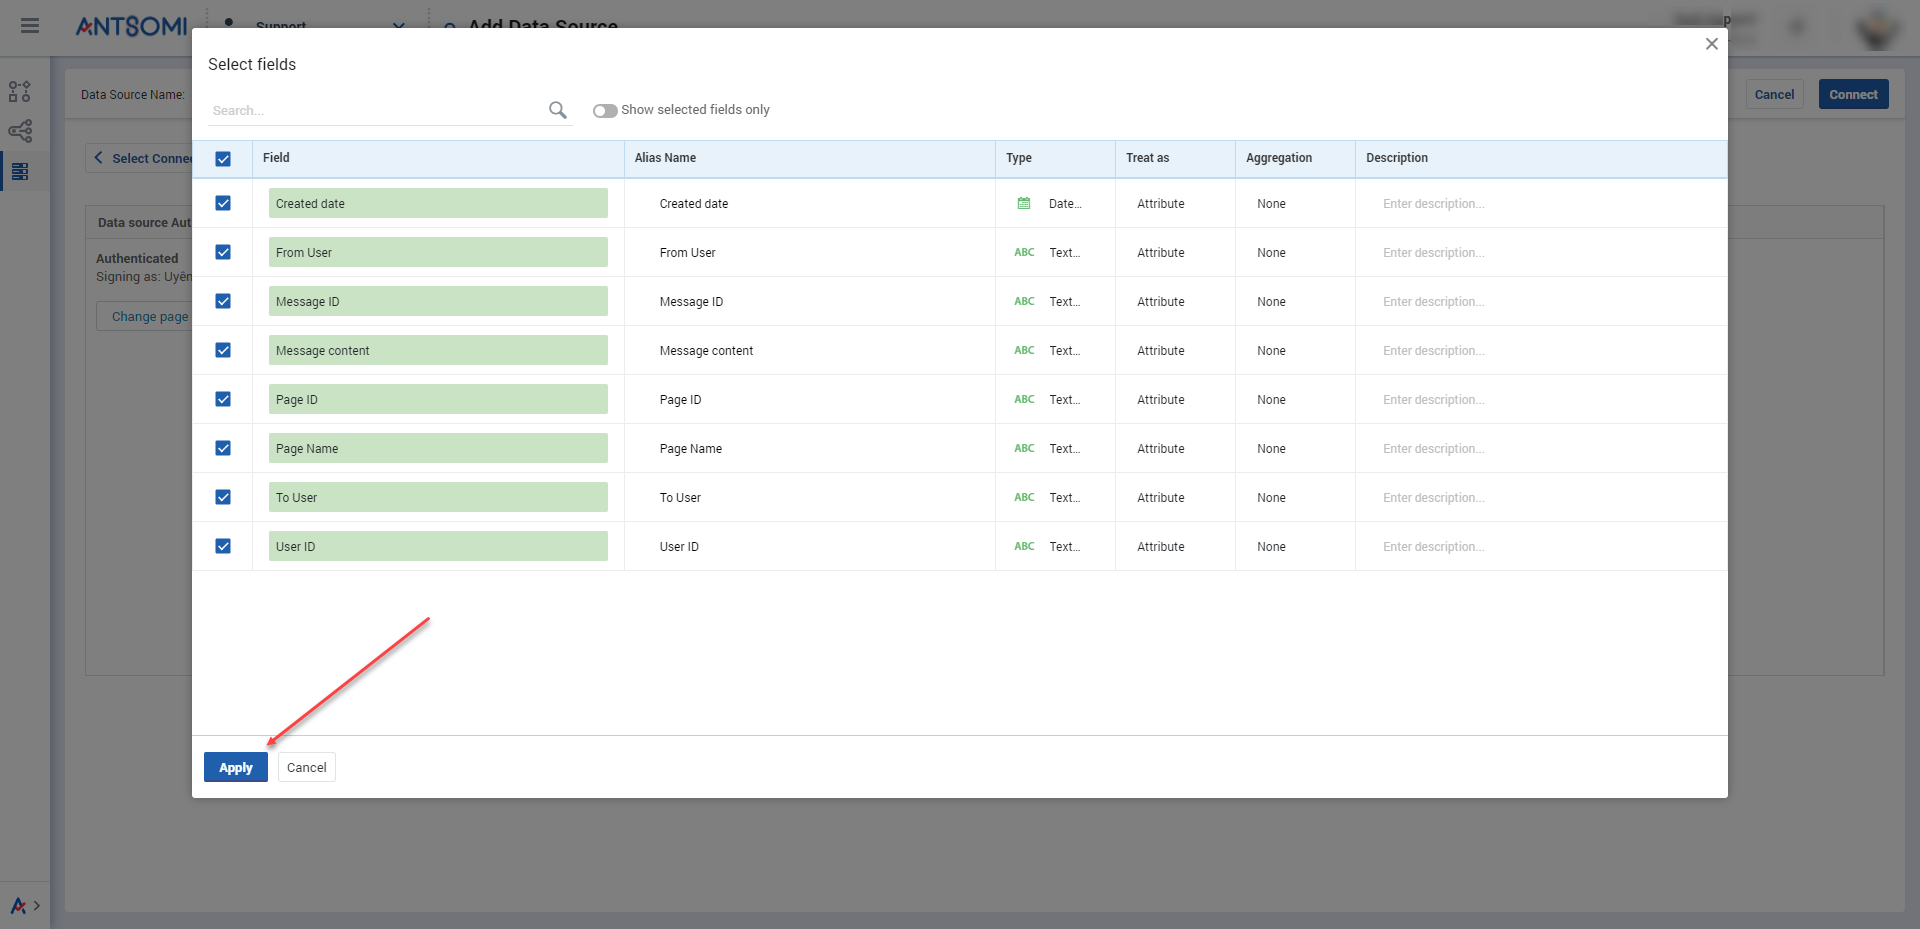 ANTSOMI
Support
Add Data Source
Select fields
Search...
Show selected fields only
Data Source Name:
Cancel
Connect
Select Conne
Field
Alias Name
Type
Treat as
Aggregation
Description
Created date
Created date
Date...
Attribute
None
Enter description...
Data source Aut
From User
From User
ABC
Text...
Attribute
None
Enter description...
Authenticated
Signing as: Uyên
Message ID
Message ID
ABC
Text...
Attribute
None
Enter description...
Change page
Message content
Message content
ABC
Text...
Attribute
None
Enter description...
Page ID
Page ID
ABC
Text...
Attribute
None
Enter description...
Page Name
Page Name
ABC
Text...
Attribute
None
Enter description...
To User
To User
ABC
Text...
Attribute
None
Enter description...
User ID
User ID
ABC
Text...
Attribute
None
Enter description...
Apply
Cancel